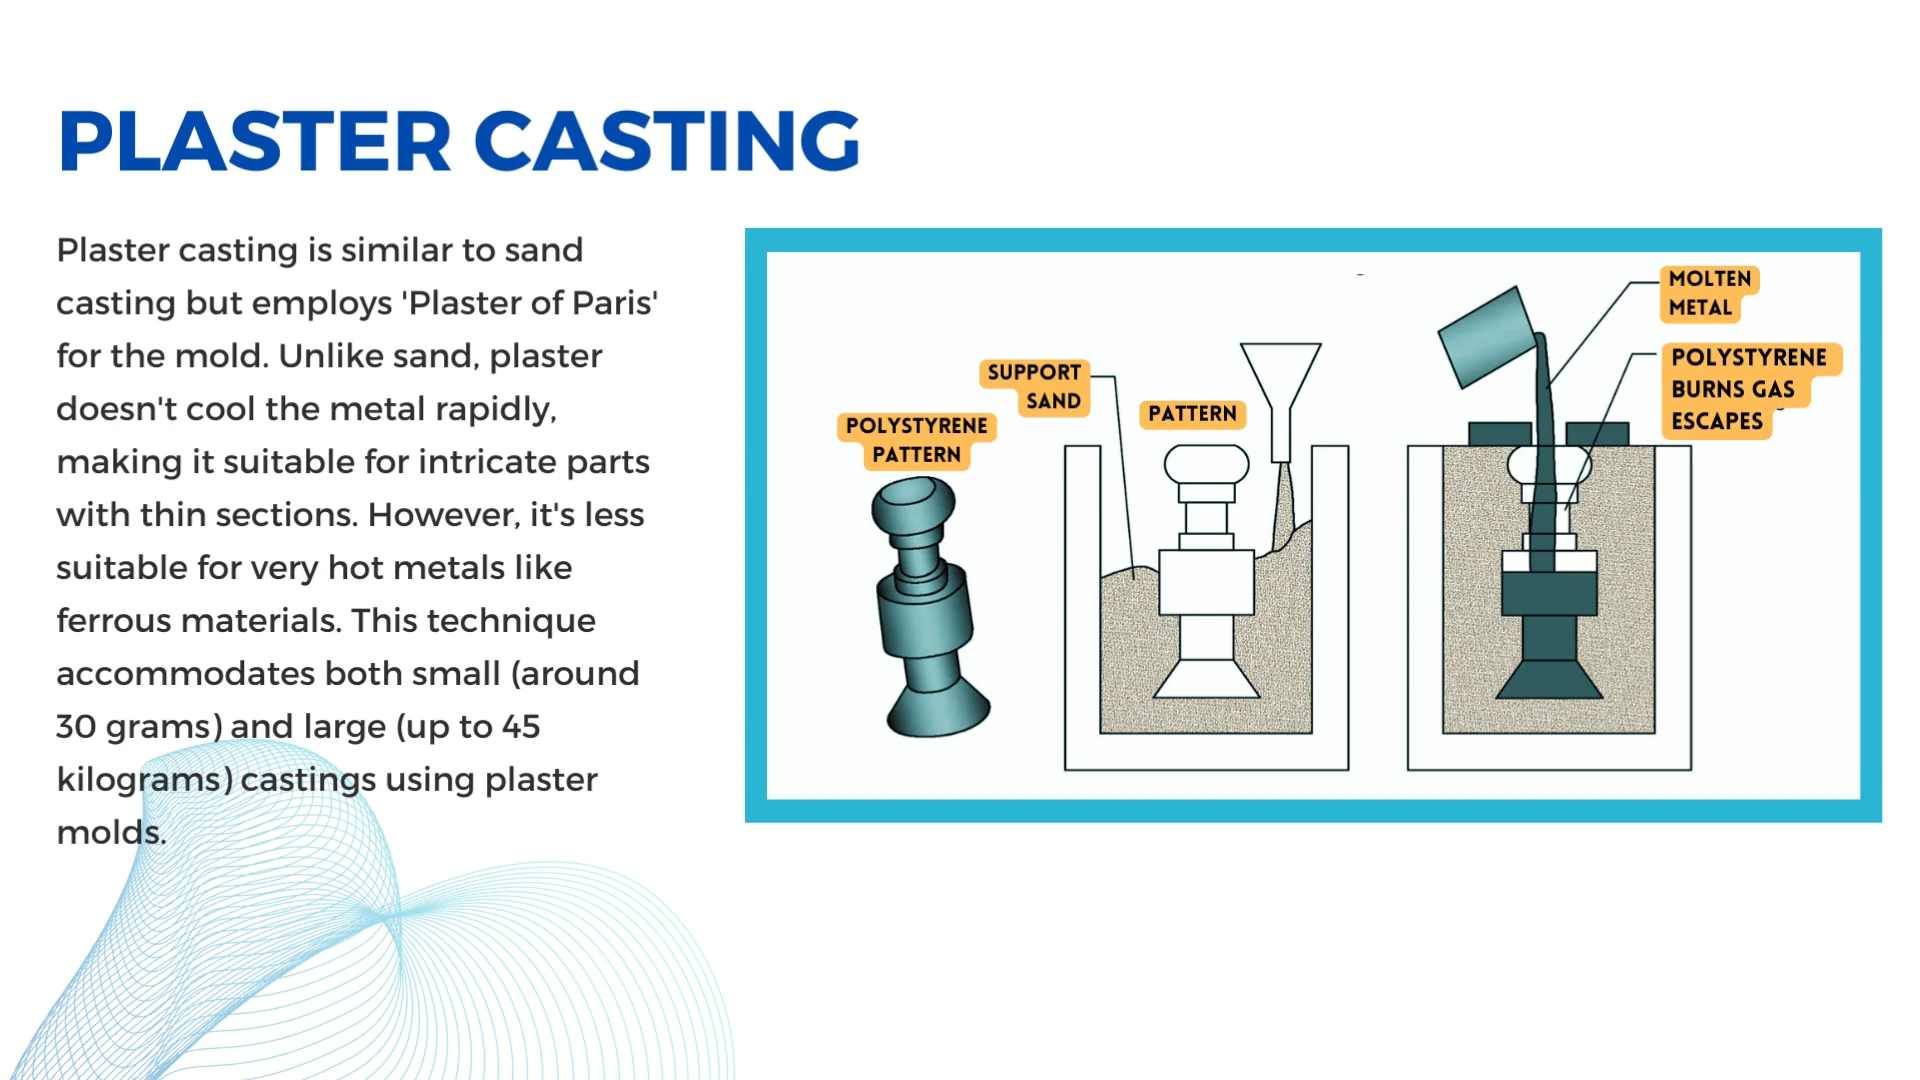 PLASTER CASTING
Plaster casting is similar to sand
casting but employs 'Plaster of Paris'
for the mold. Unlike sand, plaster
doesn't cool the metal rapidly,
making it suitable for intricate parts
with thin sections. However, it's less
suitable for very hot metals like
ferrous materials. This technique
accommodates both small (around
30 grams) and large (up to 45
kilograms) castings using plaster
molds.
POLYSTYRENE
PATTERN
SUPPORT
SAND
PATTERN
MOLTEN
METAL
POLYSTYRENE
BURNS GAS
ESCAPES